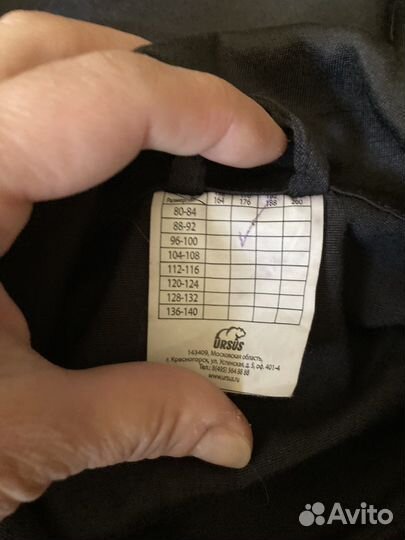 Размеры 164 176 188 200
80-84
88-92
96-100
104-108
112-116
120-124
128-132
136-140
URSUS
143409, Московская область,
г. Красногорск, ул. Успенская, д. 5, оф. 401-4
Тел.: 8(495) 564 88 88
www.ursus.ru
Avito